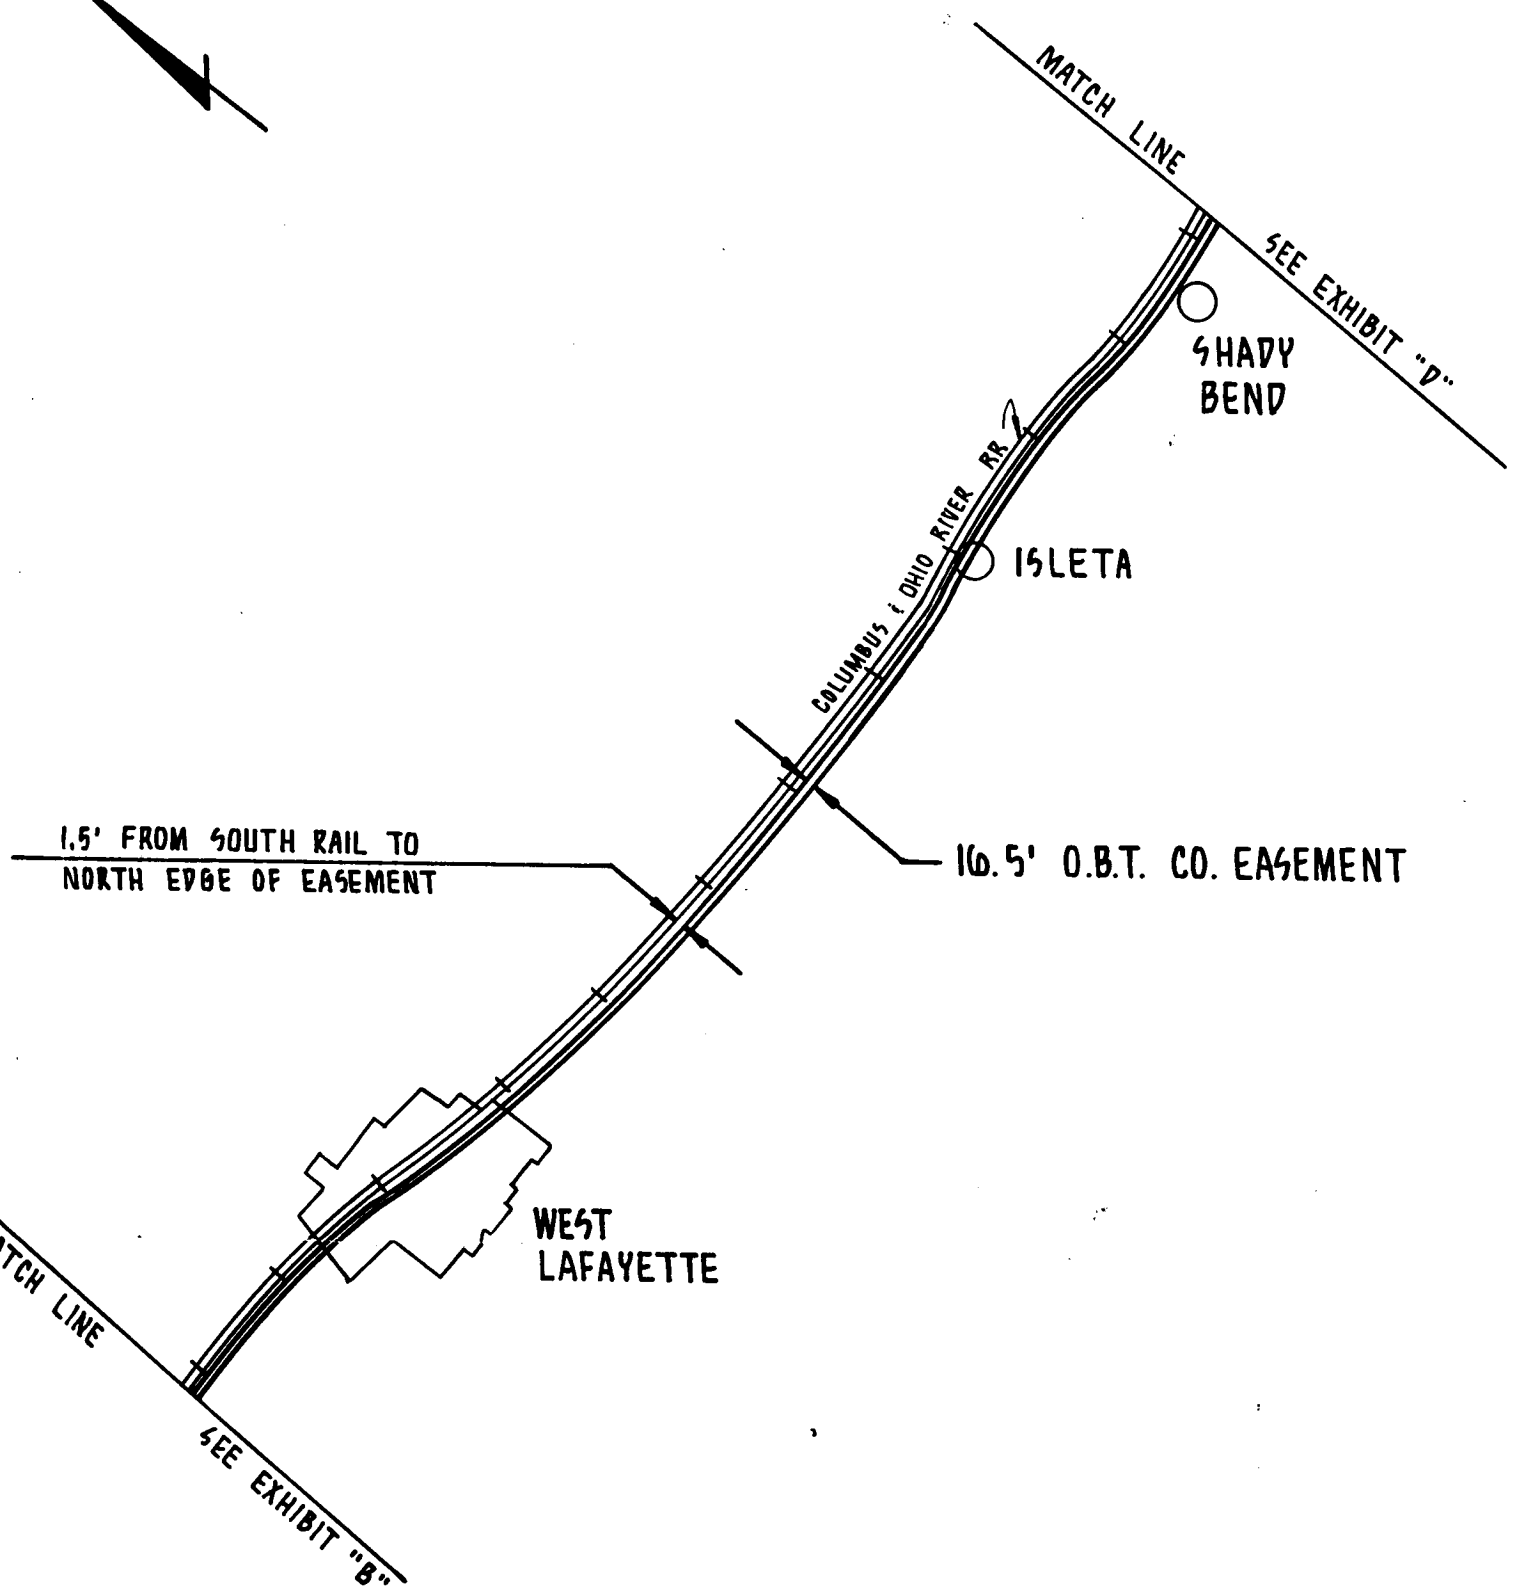 MATCH LINE
SEE EXHIBIT "D"
SHADY
BEND
COLUMBUS & OHIO RIVER RR
ISLETA
1.5' FROM SOUTH RAIL TO
NORTH EDGE OF EASEMENT
16.5' O.B.T. CO. EASEMENT
WEST
LAFAYETTE
ATCH LINE
SEE EXHIBIT "B"